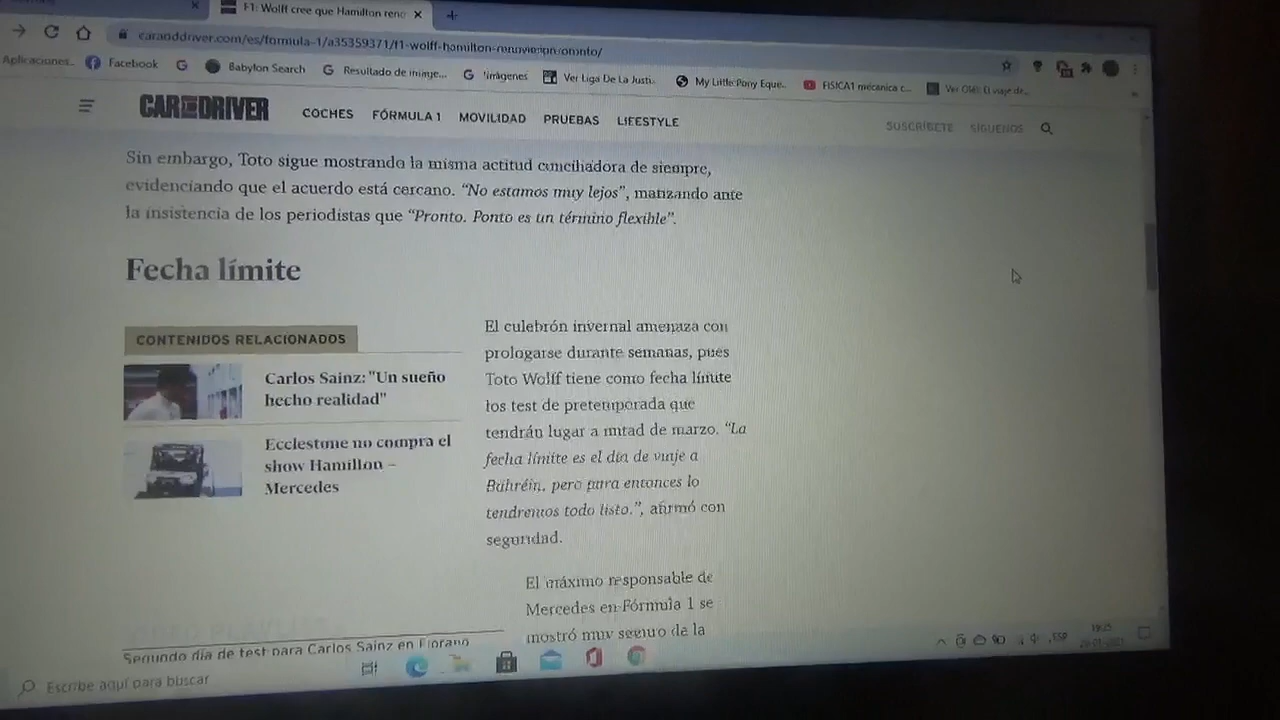 F1: Wolff cree que Hamilton reno
caranddriver.com/es/formula-1/a35359371/f1-wolff-hamilton-renovacion-pronto/
Aplicaciones Facebook G Babylon Search Resultado de image... Imágenes Ver Liga De La Justi... My Little Pony Eque... FISICA1 mecánica c... Ver Olé! El viaje de...
CAR AND DRIVER COCHES FÓRMULA 1 MOVILIDAD PRUEBAS LIFESTYLE SUSCRÍBETE SÍGUENOS
Sin embargo, Toto sigue mostrando la misma actitud conciliadora de siempre,
evidenciando que el acuerdo está cercano. “No estamos muy lejos”, matizando ante
la insistencia de los periodistas que “Pronto. Ponto es un término flexible”.
Fecha límite
CONTENIDOS RELACIONADOS
Carlos Sainz: "Un sueño
hecho realidad"
Ecclestone no compra el
show Hamilton –
Mercedes
El culebrón invernal amenaza con
prologarse durante semanas, pues
Toto Wolff tiene como fecha límite
los test de pretemporada que
tendrán lugar a mitad de marzo. “La
fecha límite es el día de viaje a
Bahréin, pero para entonces lo
tendremos todo listo.”, afirmó con
seguridad.
El máximo responsable de
Mercedes en Fórmula 1 se
mostró muy seguro de la
Segundo día de test para Carlos Sainz en Fiorano
Escribe aquí para buscar
ESP
19:25